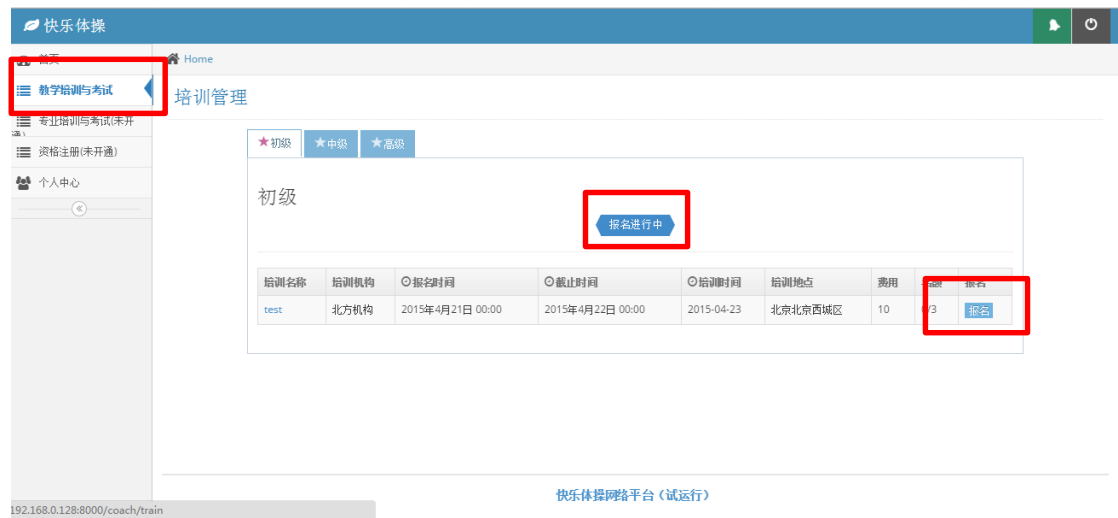 快乐体操
首页
Home
教学培训与考试
培训管理
专业培训与考试(未开
通)
资格注册(未开通)
个人中心
★初级 ★中级 ★高级
初级
报名进行中
培训名称 培训机构 报名时间 截止时间 培训时间 培训地点 费用 名额 报名
test 北方机构 2015年4月21日 00:00 2015年4月22日 00:00 2015-04-23 北京北京西城区 10 0/3 报名
快乐体操网络平台（试运行）
192.168.0.128:8000/coach/train